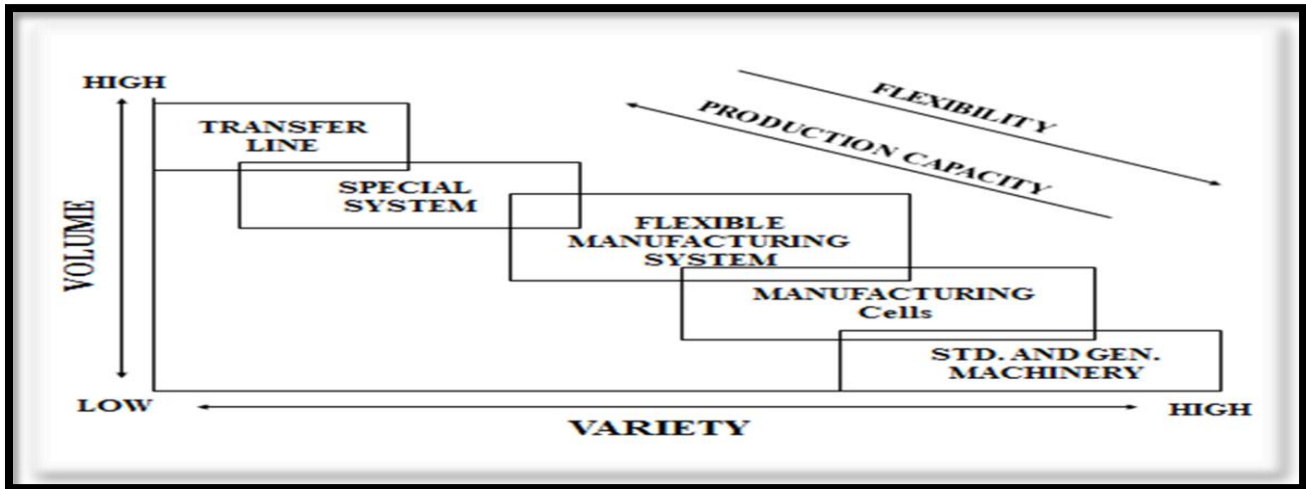 HIGH
TRANSFER
LINE
SPECIAL
SYSTEM
FLEXIBLE
MANUFACTURING
SYSTEM
MANUFACTURING
Cells
STD. AND GEN.
MACHINERY
FLEXIBILITY
PRODUCTION CAPACITY
VOLUME
LOW
VARIETY
HIGH